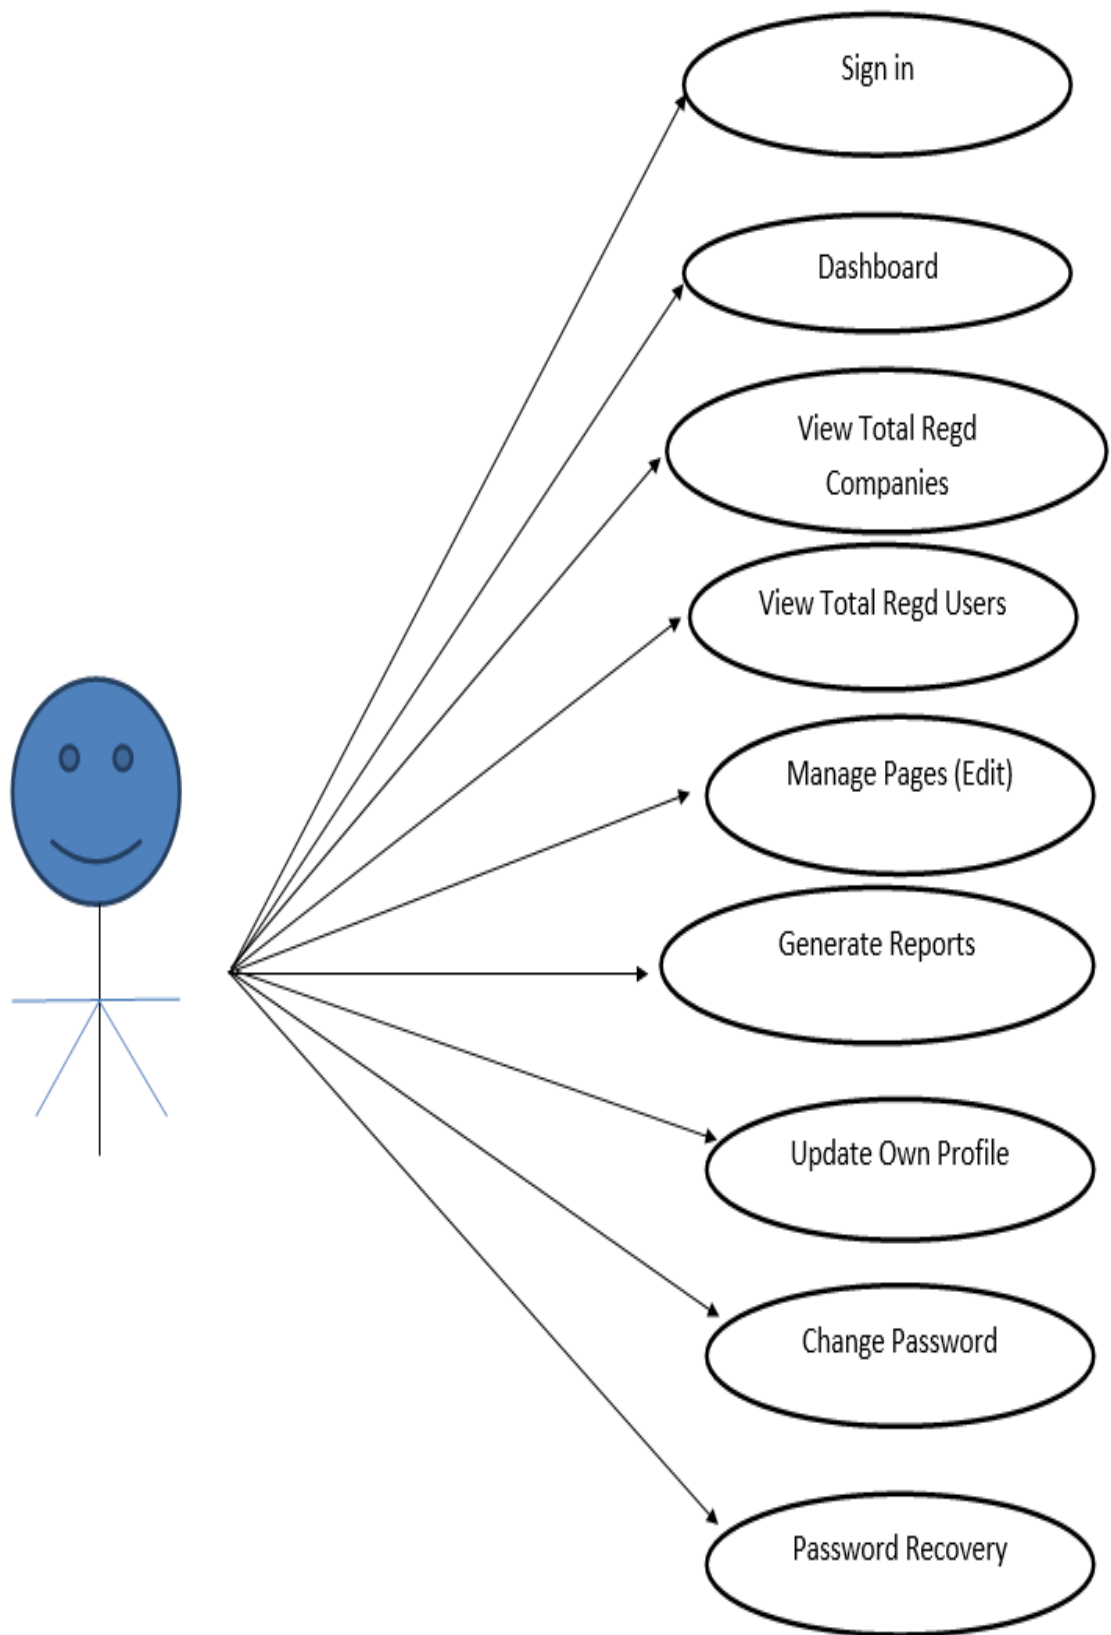 Sign in
Dashboard
View Total Regd
Companies
View Total Regd Users
Manage Pages (Edit)
Generate Reports
Update Own Profile
Change Password
Password Recovery